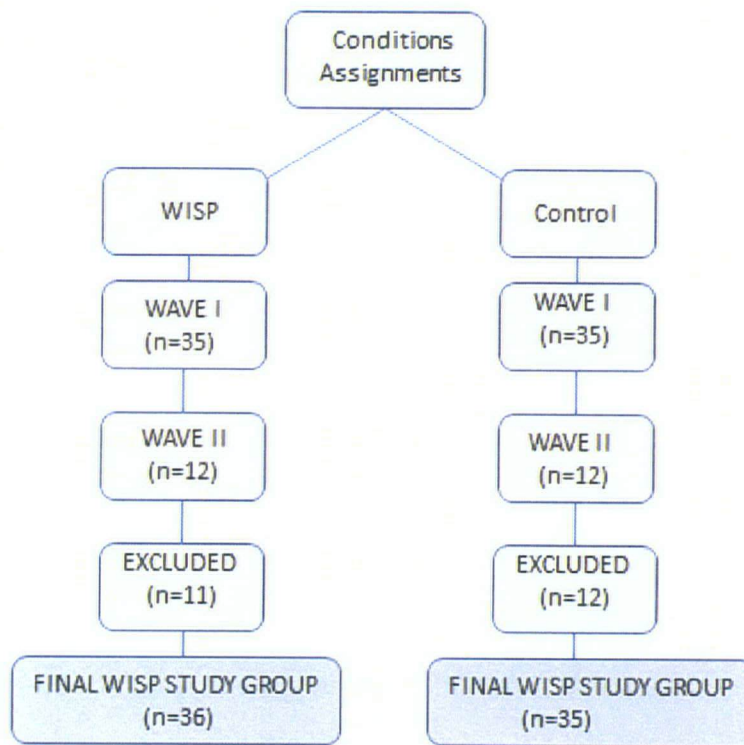 Conditions
Assignments
WISP
WAVE I
(n=35)
WAVE II
(n=12)
EXCLUDED
(n=11)
FINAL WISP STUDY GROUP
(n=36)
Control
WAVE I
(n=35)
WAVE II
(n=12)
EXCLUDED
(n=12)
FINAL WISP STUDY GROUP
(n=35)